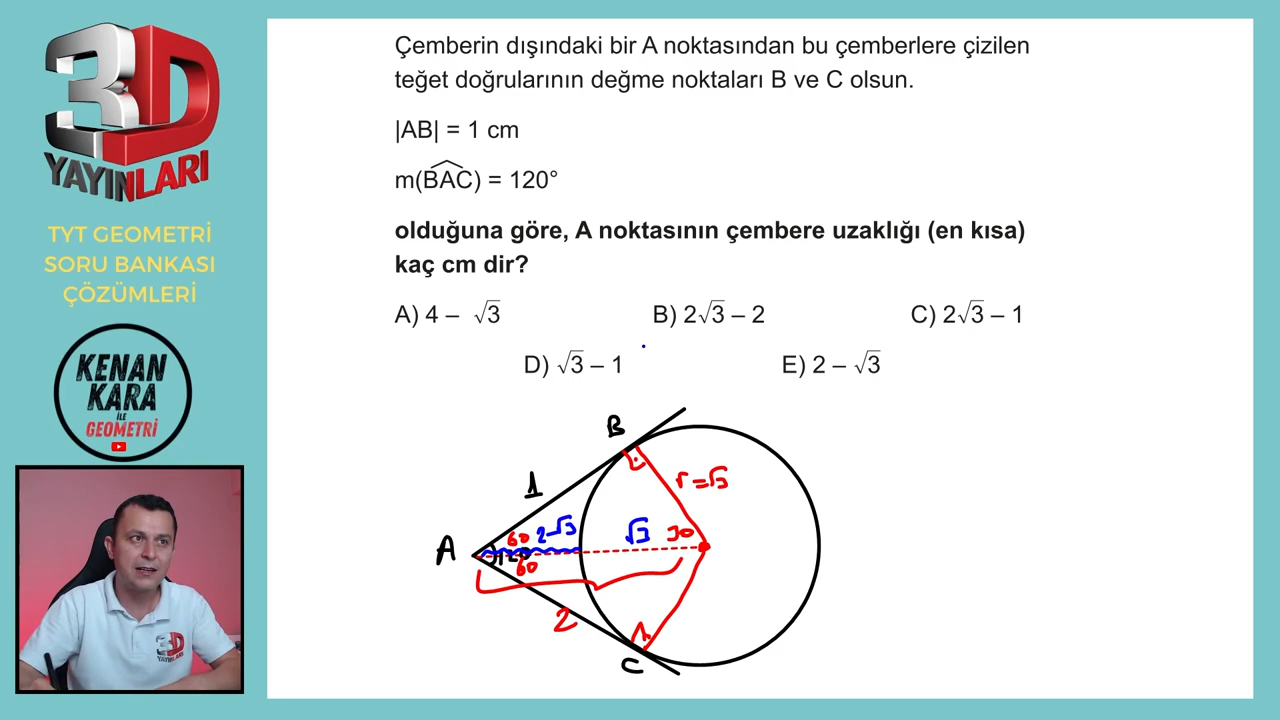 3D
YAYINLARI
TYT GEOMETRİ
SORU BANKASI
ÇÖZÜMLERİ
KENAN
KARA
İLE
GEOMETRİ
3D
YAYINLARI
Çemberin dışındaki bir A noktasından bu çemberlere çizilen
teğet doğrularının değme noktaları B ve C olsun.
|AB| = 1 cm
m(BAC) = 120°
olduğuna göre, A noktasının çembere uzaklığı (en kısa)
kaç cm dir?
A) 4 – √3 B) 2√3 – 2 C) 2√3 – 1
D) √3 – 1 E) 2 – √3
B
1
r=√3
A
60
2-√3
√3
30
120
60
2
C